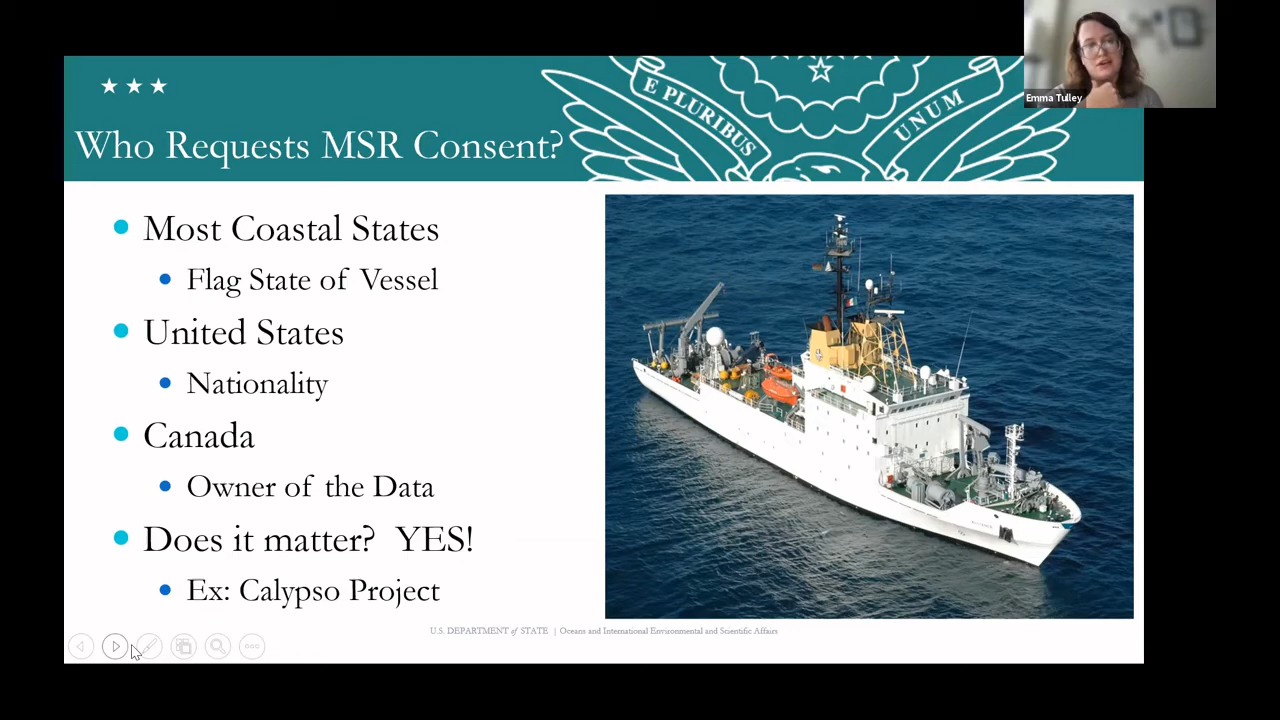 ★ ★ ★
E PLURIBUS
UNUM
Emma Tulley
Who Requests MSR Consent?
• Most Coastal States
• Flag State of Vessel
• United States
• Nationality
• Canada
• Owner of the Data
• Does it matter? YES!
• Ex: Calypso Project
U.S. DEPARTMENT of STATE | Oceans and International Environmental and Scientific Affairs